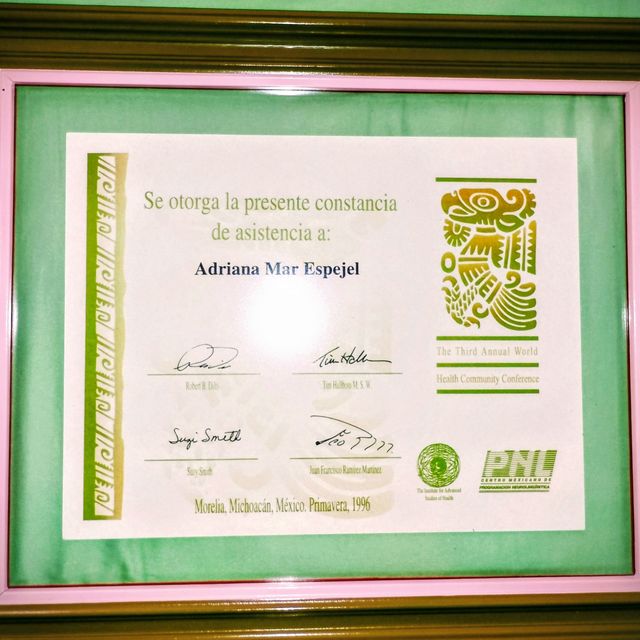 Se otorga la presente constancia
de asistencia a:
Adriana Mar Espejel
Robert B. Dilts
Tim Hallbom M. S. W.
Suzi Smith
Suzy Smith
Juan Francisco Ramírez Martínez
Morelia, Michoacán, México. Primavera, 1996
The Third Annual World
Health Community Conference
The Institute for Advanced
Studies of Health
PNL
CENTRO MEXICANO DE
PROGRAMACION NEUROLINGÜISTICA